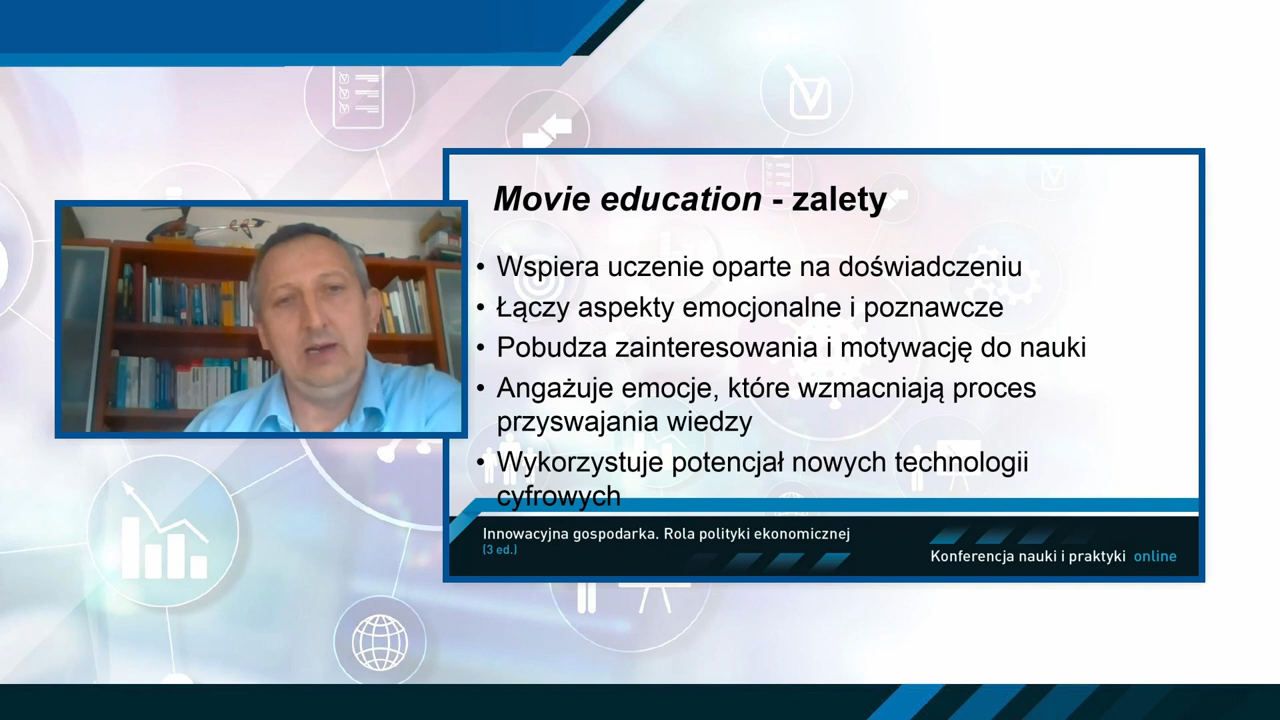 Movie education - zalety
• Wspiera uczenie oparte na doświadczeniu
• Łączy aspekty emocjonalne i poznawcze
• Pobudza zainteresowania i motywację do nauki
• Angażuje emocje, które wzmacniają proces
przyswajania wiedzy
• Wykorzystuje potencjał nowych technologii
cyfrowych
Innowacyjna gospodarka. Rola polityki ekonomicznej
(3 ed.)
Konferencja nauki i praktyki online